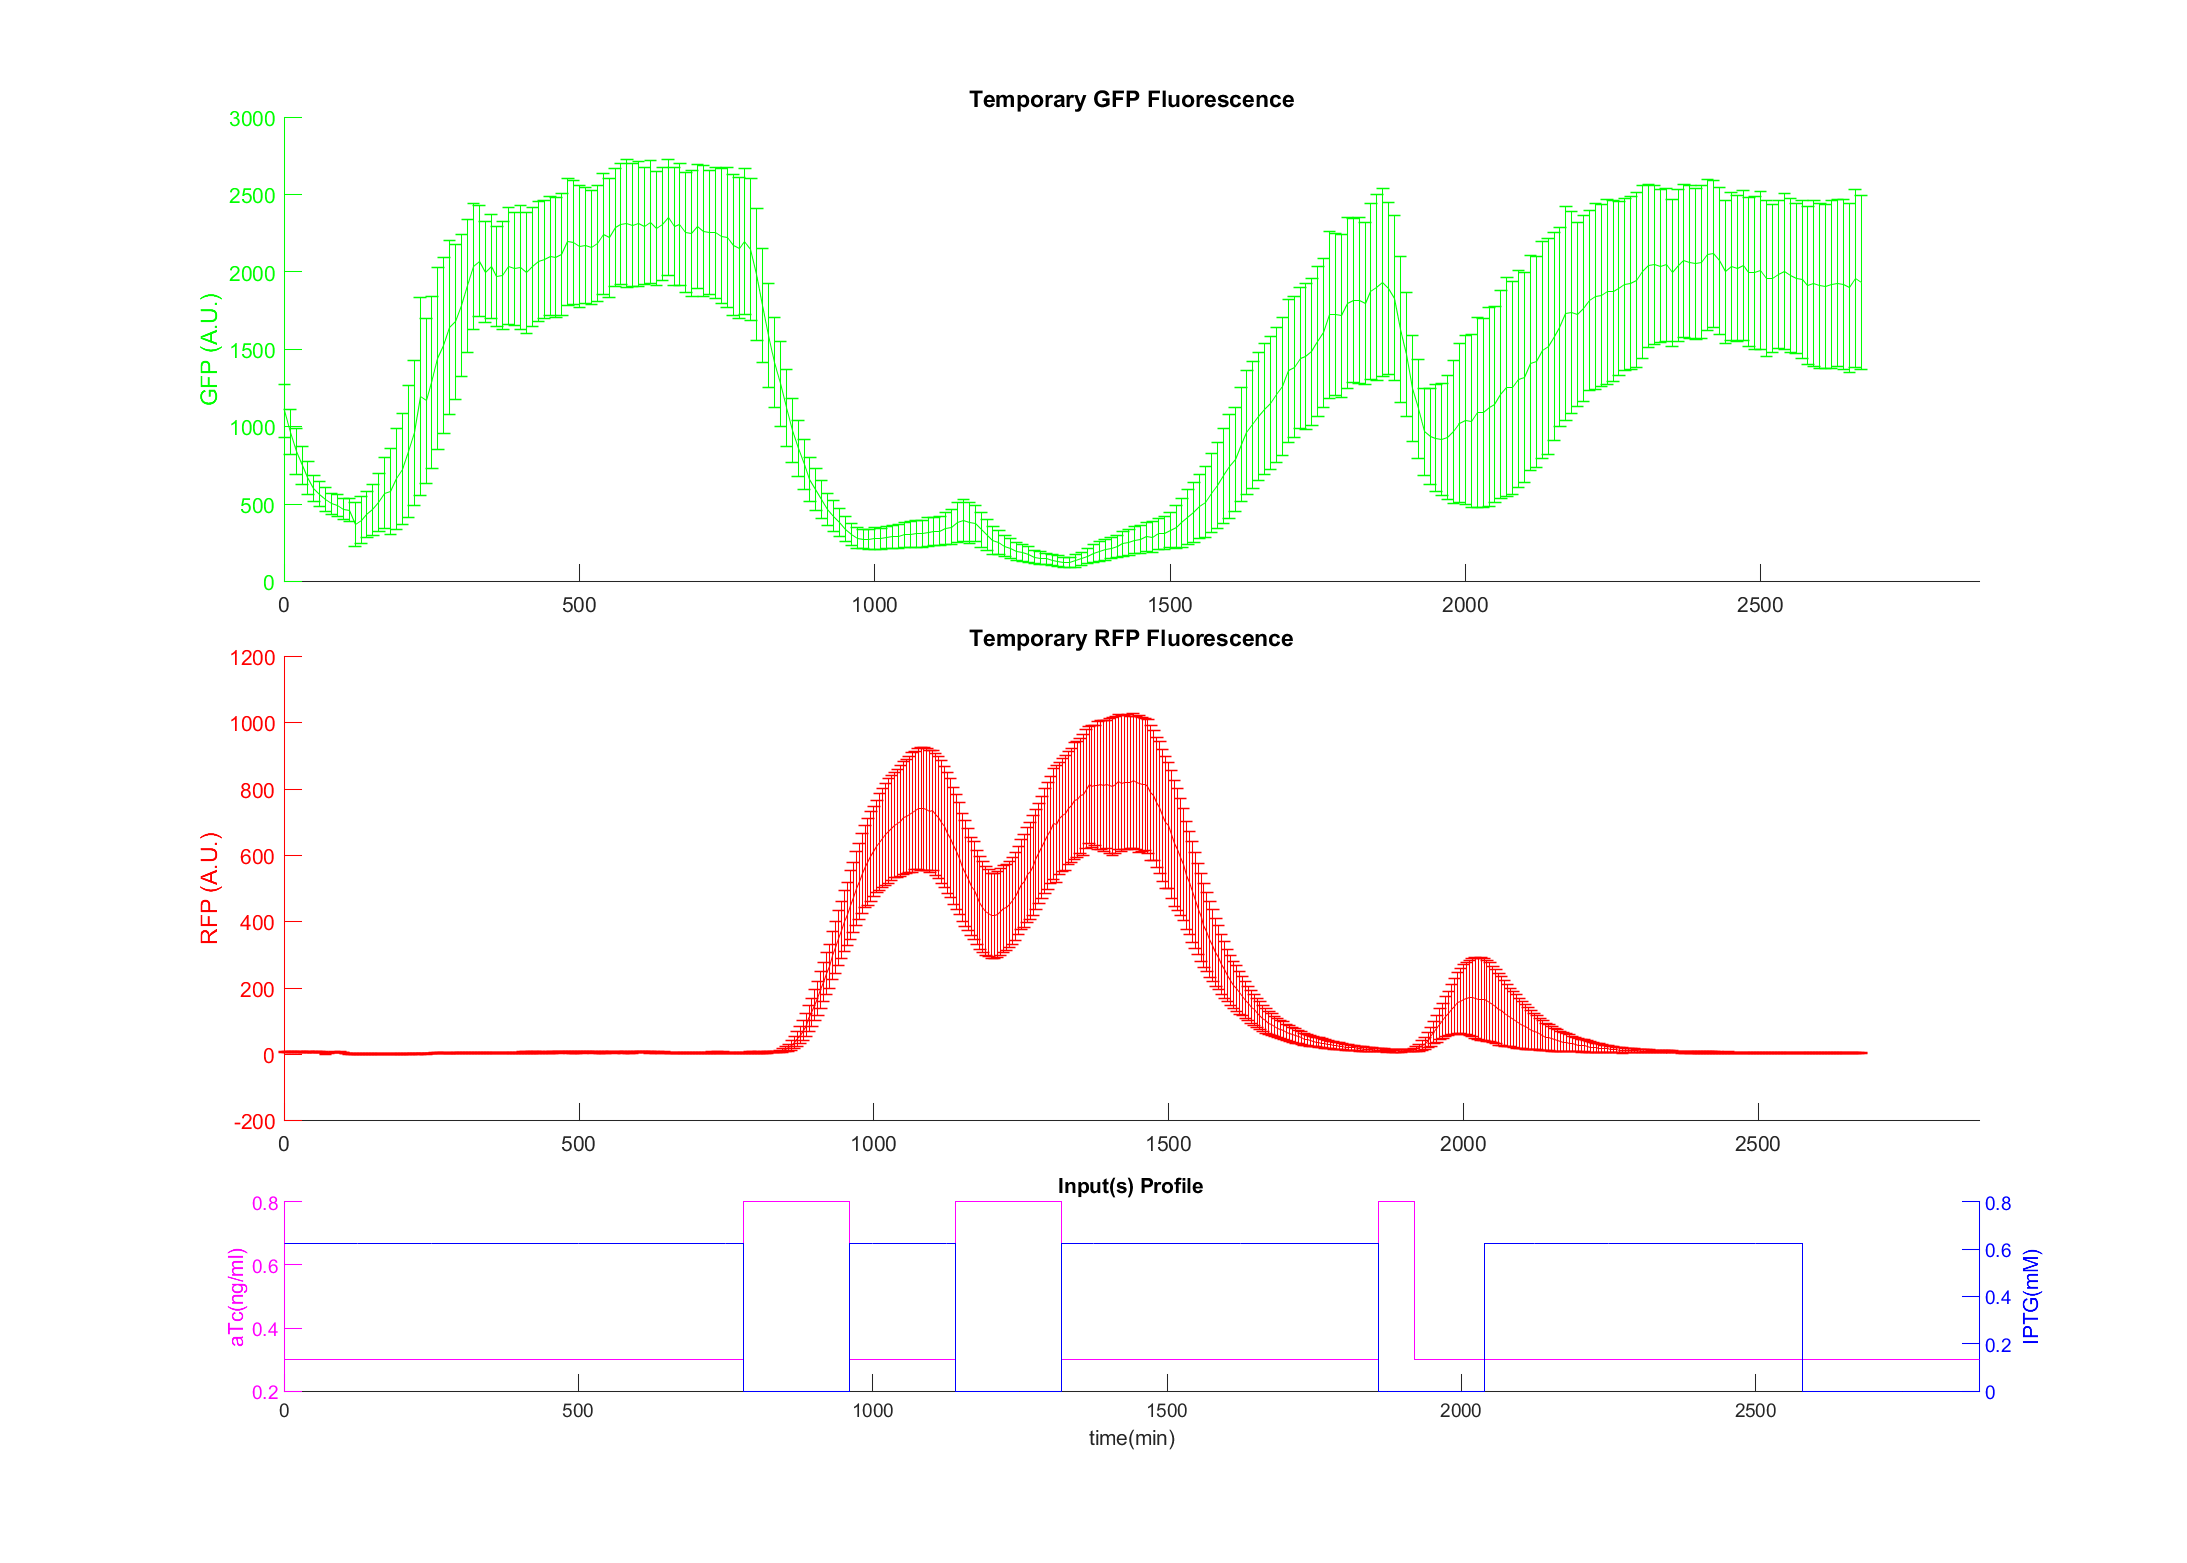 Temporary GFP Fluorescence
3000
2500
2000
1500
1000
500
0
GFP (A.U.)
0 500 1000 1500 2000 2500
Temporary RFP Fluorescence
1200
1000
800
600
400
200
0
-200
RFP (A.U.)
0 500 1000 1500 2000 2500
Input(s) Profile
0.8
0.6
0.4
0.2
aTc(ng/ml)
0.8
0.6
0.4
0.2
0
IPTG(mM)
0 500 1000 1500 2000 2500
time(min)